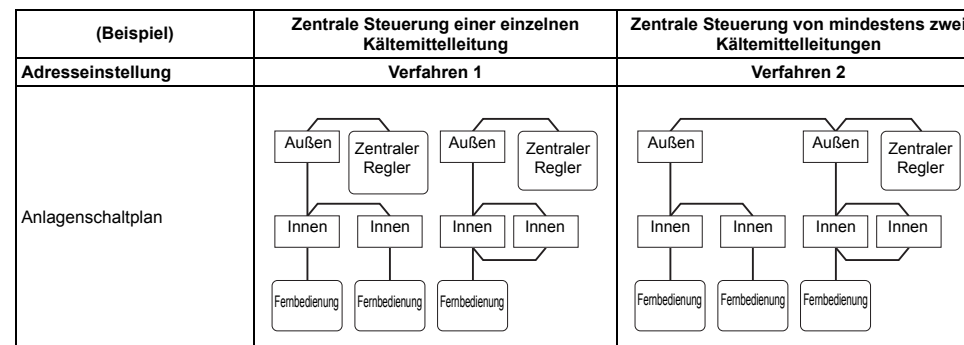 (Beispiel)
Zentrale Steuerung einer einzelnen
Kältemittelleitung
Zentrale Steuerung von mindestens zwei
Kältemittelleitungen
Adresseinstellung
Verfahren 1
Verfahren 2
Anlagenschaltplan
Außen
Zentraler
Regler
Außen
Zentraler
Regler
Innen
Innen
Innen
Innen
Fernbedienung
Fernbedienung
Fernbedienung
Außen
Außen
Zentraler
Regler
Innen
Innen
Innen
Innen
Fernbedienung
Fernbedienung
Fernbedienung